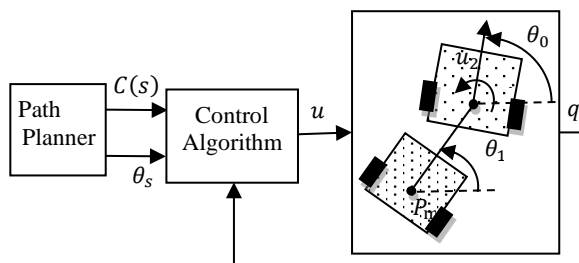 C(s)
Path
Planner
θₛ
Control
Algorithm
u
θ₀
u₂
q
θ₁
Pₘ